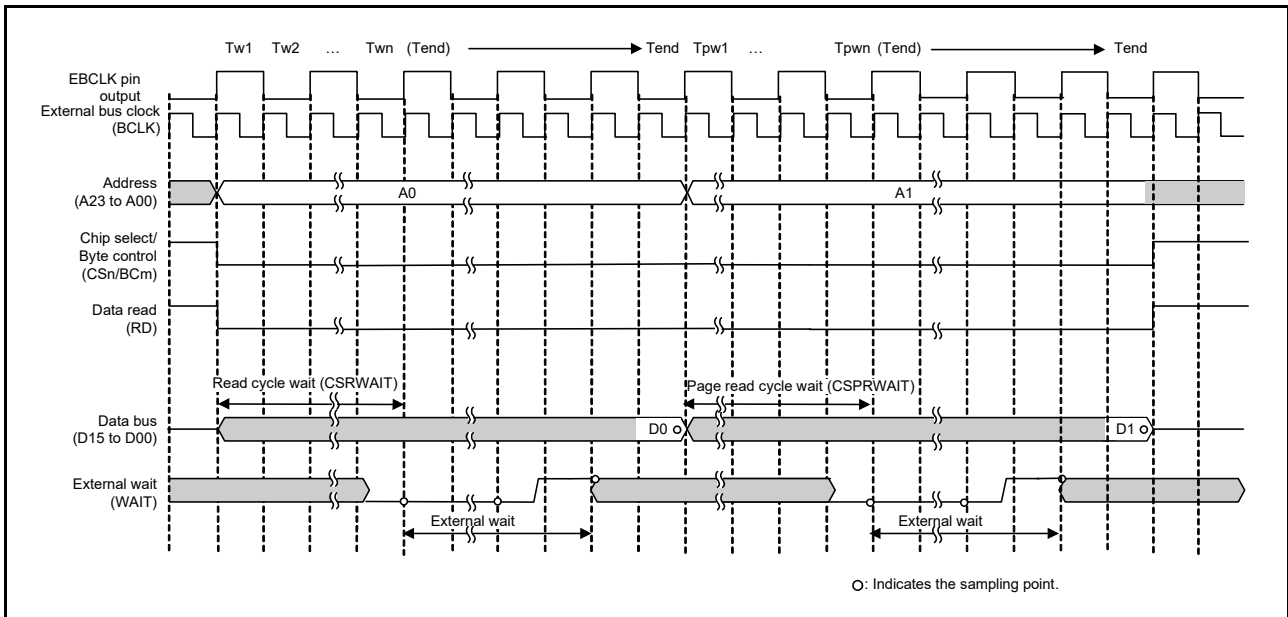 Tw1 Tw2 … Twn (Tend) Tend Tpw1 … Tpwn (Tend) Tend
EBCLK pin
output
External bus clock
(BCLK)
Address
(A23 to A00)
A0 A1
Chip select/
Byte control
(CSn/BCm)
Data read
(RD)
Read cycle wait (CSRWAIT) Page read cycle wait (CSPRWAIT)
Data bus
(D15 to D00)
D0 D1
External wait
(WAIT)
External wait External wait
O: Indicates the sampling point.